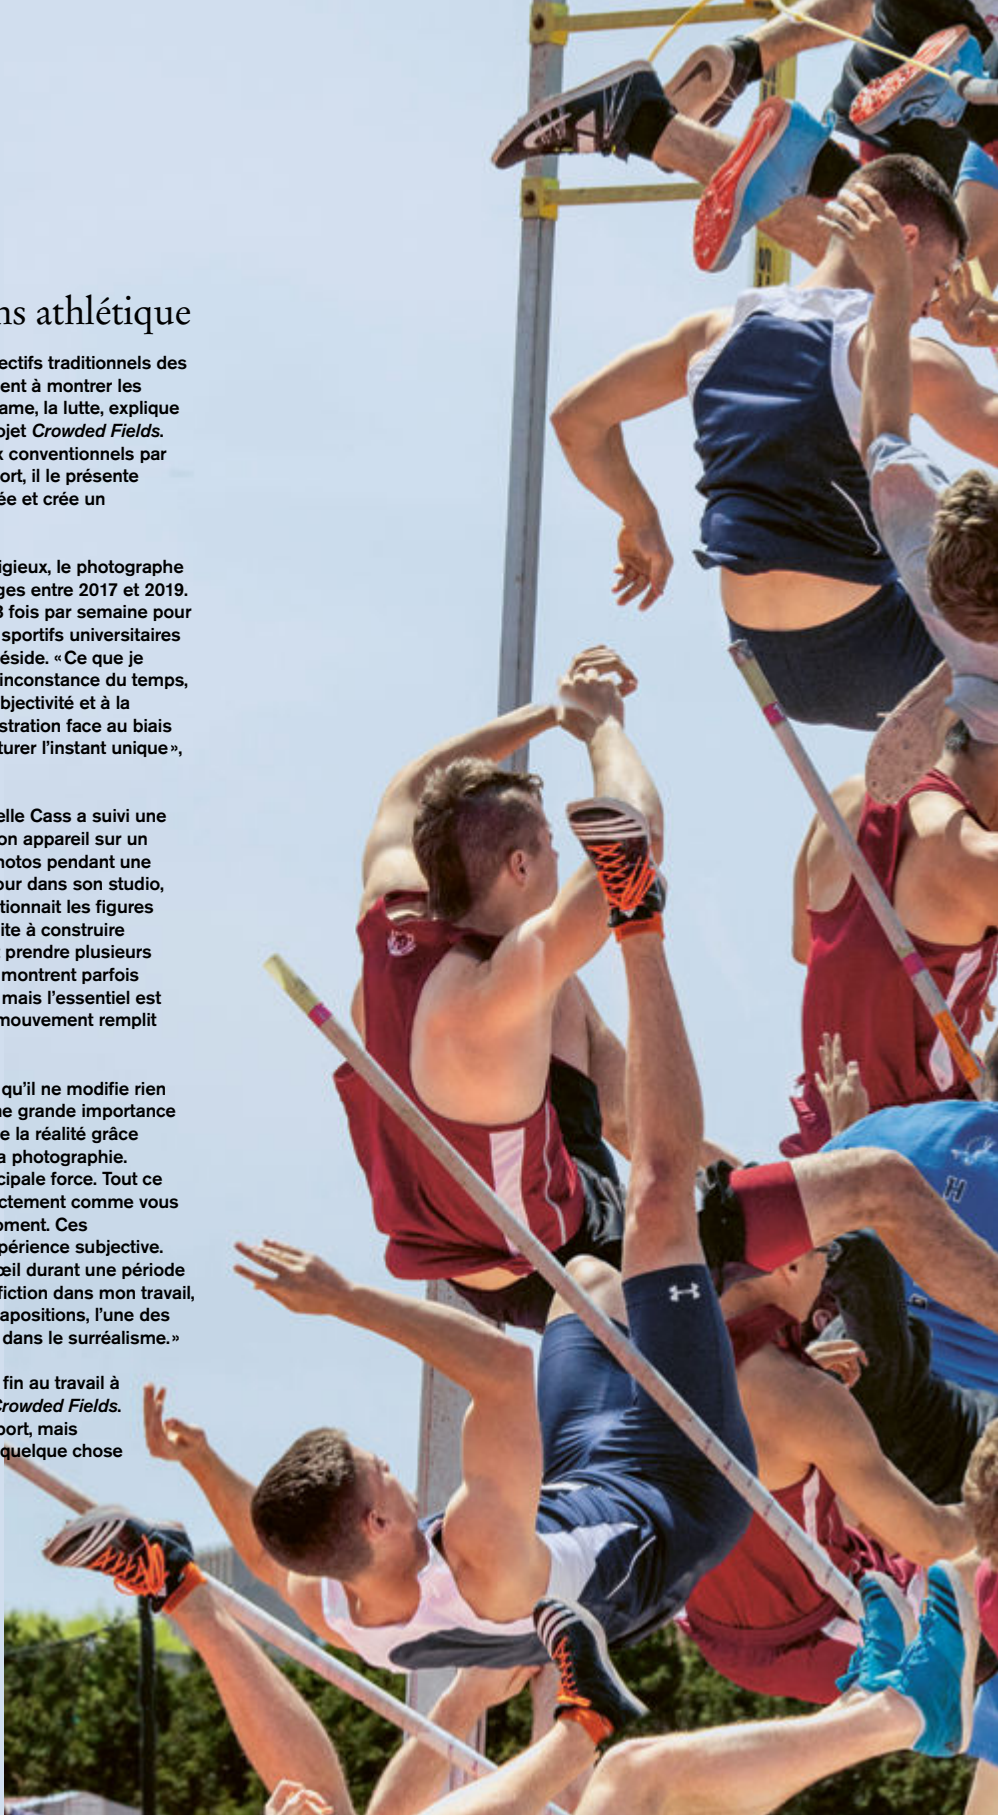 ns athlétique
ectifs traditionnels des
ent à montrer les
ame, la lutte, explique
ojet Crowded Fields.
x conventionnels par
ort, il le présente
ée et crée un
igieux, le photographe
ges entre 2017 et 2019.
3 fois par semaine pour
sportifs universitaires
éside. «Ce que je
inconstance du temps,
bjectivité et à la
stration face au biais
turer l’instant unique»,
elle Cass a suivi une
on appareil sur un
hotos pendant une
our dans son studio,
tionnait les figures
ite à construire
t prendre plusieurs
montrent parfois
mais l’essentiel est
mouvement remplit
qu’il ne modifie rien
ne grande importance
e la réalité grâce
a photographie.
cipale force. Tout ce
ctement comme vous
oment. Ces
périence subjective.
œil durant une période
fiction dans mon travail,
apositions, l’une des
dans le surréalisme.»
fin au travail à
Crowded Fields.
port, mais
quelque chose
H